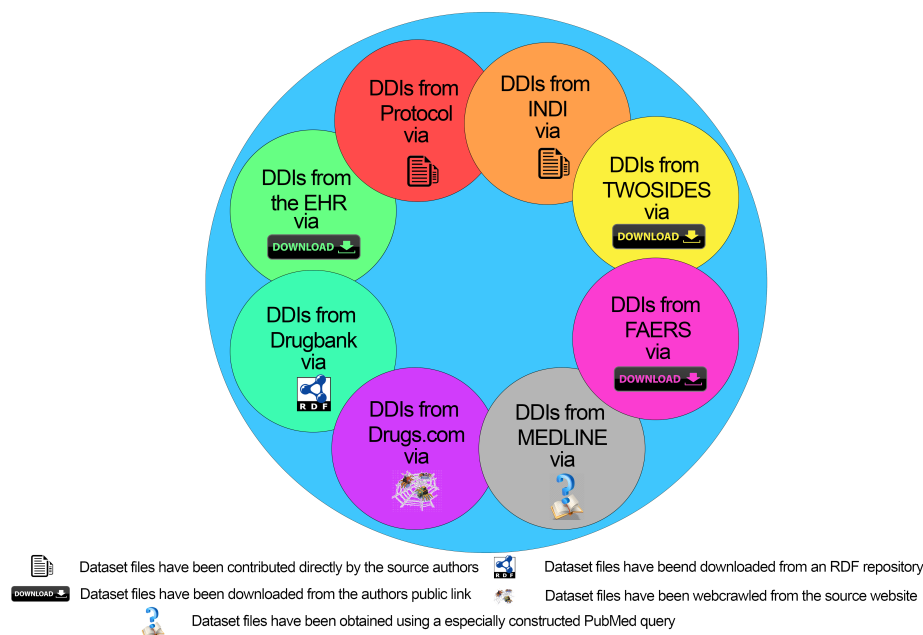 DDIs from
Protocol
via
DDIs from
INDI
via
DDIs from
the EHR
via
DOWNLOAD
DDIs from
TWOSIDES
via
DOWNLOAD
DDIs from
Drugbank
via
RDF
DDIs from
FAERS
via
DOWNLOAD
DDIs from
Drugs.com
via
DDIs from
MEDLINE
via
Dataset files have been contributed directly by the source authors
RDF
Dataset files have beend downloaded from an RDF repository
DOWNLOAD
Dataset files have been downloaded from the authors public link
Dataset files have been webcrawled from the source website
Dataset files have been obtained using a especially constructed PubMed query